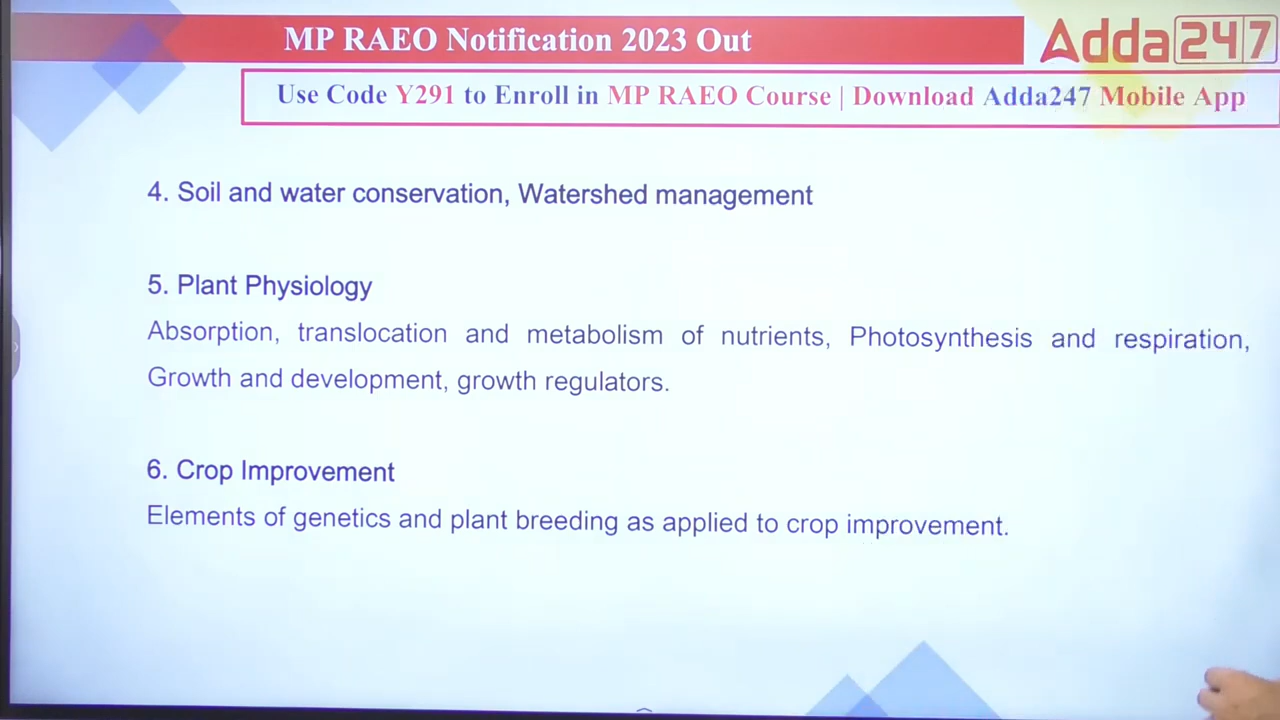 MP RAEO Notification 2023 Out
Adda247
Use Code Y291 to Enroll in MP RAEO Course | Download Adda247 Mobile App
4. Soil and water conservation, Watershed management
5. Plant Physiology
Absorption, translocation and metabolism of nutrients, Photosynthesis and respiration,
Growth and development, growth regulators.
6. Crop Improvement
Elements of genetics and plant breeding as applied to crop improvement.